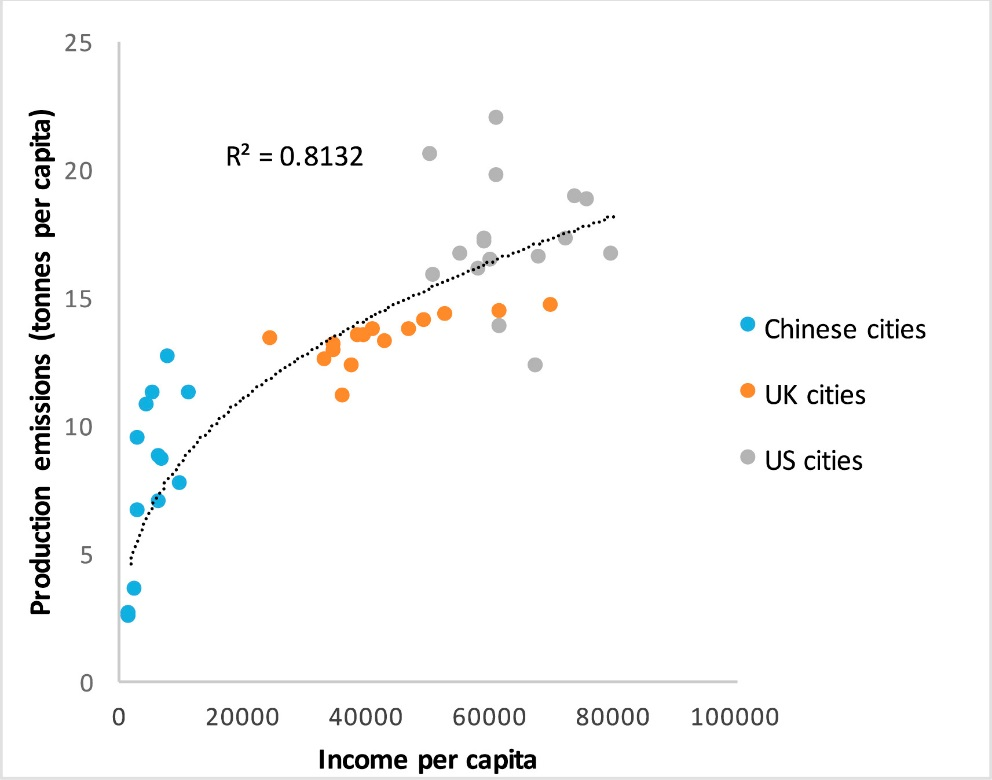 25
20
15
10
5
0
R² = 0.8132
Production emissions (tonnes per capita)
0 20000 40000 60000 80000 100000
Income per capita
Chinese cities
UK cities
US cities